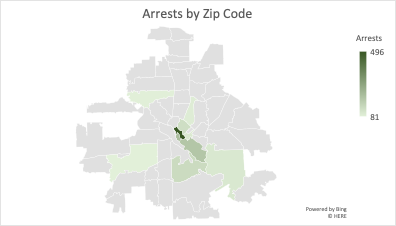 Arrests by Zip Code
Arrests
496
81
Powered by Bing
© HERE